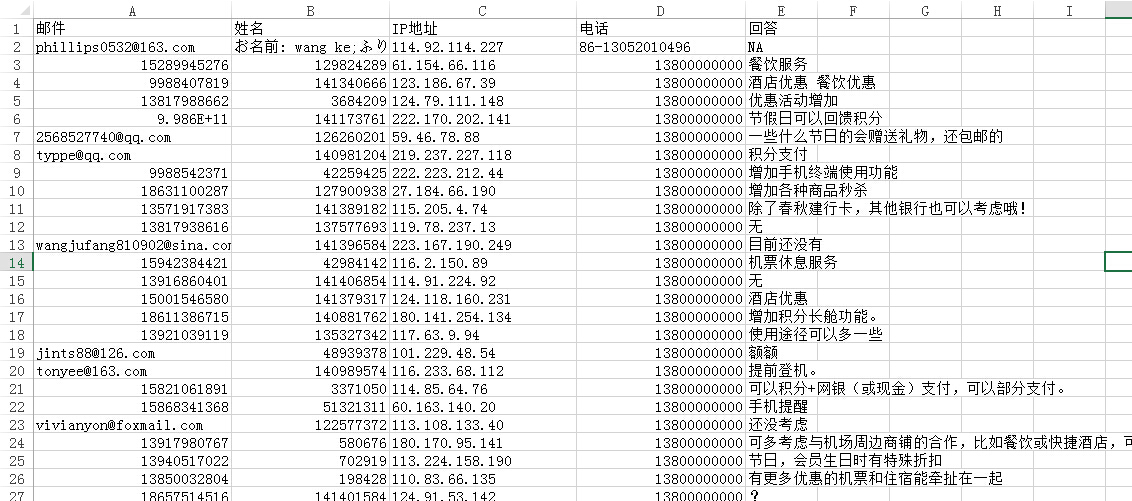 A B C D E F G H I
1 邮件 姓名 IP地址 电话 回答
2 phillips0532@163.com お名前: wang ke;ふり 114.92.114.227 86-13052010496 NA
3 15289945276 129824289 61.154.66.116 13800000000 餐饮服务
4 9988407819 141340666 123.186.67.39 13800000000 酒店优惠 餐饮优惠
5 13817988662 3684209 124.79.111.148 13800000000 优惠活动增加
6 9.986E+11 141173761 222.170.202.141 13800000000 节假日可以回馈积分
7 2568527740@qq.com 126260201 59.46.78.88 13800000000 一些什么节日的会赠送礼物，还包邮的
8 typpe@qq.com 140981204 219.237.227.118 13800000000 积分支付
9 9988542371 42259425 222.223.212.44 13800000000 增加手机终端使用功能
10 18631100287 127900938 27.184.66.190 13800000000 增加各种商品秒杀
11 13571917383 141389182 115.205.4.74 13800000000 除了春秋建行卡，其他银行也可以考虑哦！
12 13817938616 137577693 119.78.237.13 13800000000 无
13 wangjufang810902@sina.com 141396584 223.167.190.249 13800000000 目前还没有
14 15942384421 42984142 116.2.150.89 13800000000 机票休息服务
15 13916860401 141406854 114.91.224.92 13800000000 无
16 15001546580 141379317 124.118.160.231 13800000000 酒店优惠
17 18611386715 140881762 180.141.254.134 13800000000 增加积分长舱功能。
18 13921039119 135327342 117.63.9.94 13800000000 使用途径可以多一些
19 jints88@126.com 48939378 101.229.48.54 13800000000 额额
20 tonyee@163.com 140989574 116.233.68.112 13800000000 提前登机。
21 15821061891 3371050 114.85.64.76 13800000000 可以积分+网银（或现金）支付，可以部分支付。
22 15868341368 51321311 60.163.140.20 13800000000 手机提醒
23 vivianyon@foxmail.com 122577372 113.108.133.40 13800000000 还没考虑
24 13917980767 580676 180.170.95.141 13800000000 可多考虑与机场周边商铺的合作，比如餐饮或快捷酒店，可
25 13940517022 702919 113.224.158.190 13800000000 节日，会员生日时有特殊折扣
26 13850032804 198428 110.83.66.135 13800000000 有更多优惠的机票和住宿能牵扯在一起
27 18657514516 141401584 124.91.53.142 13800000000 ？